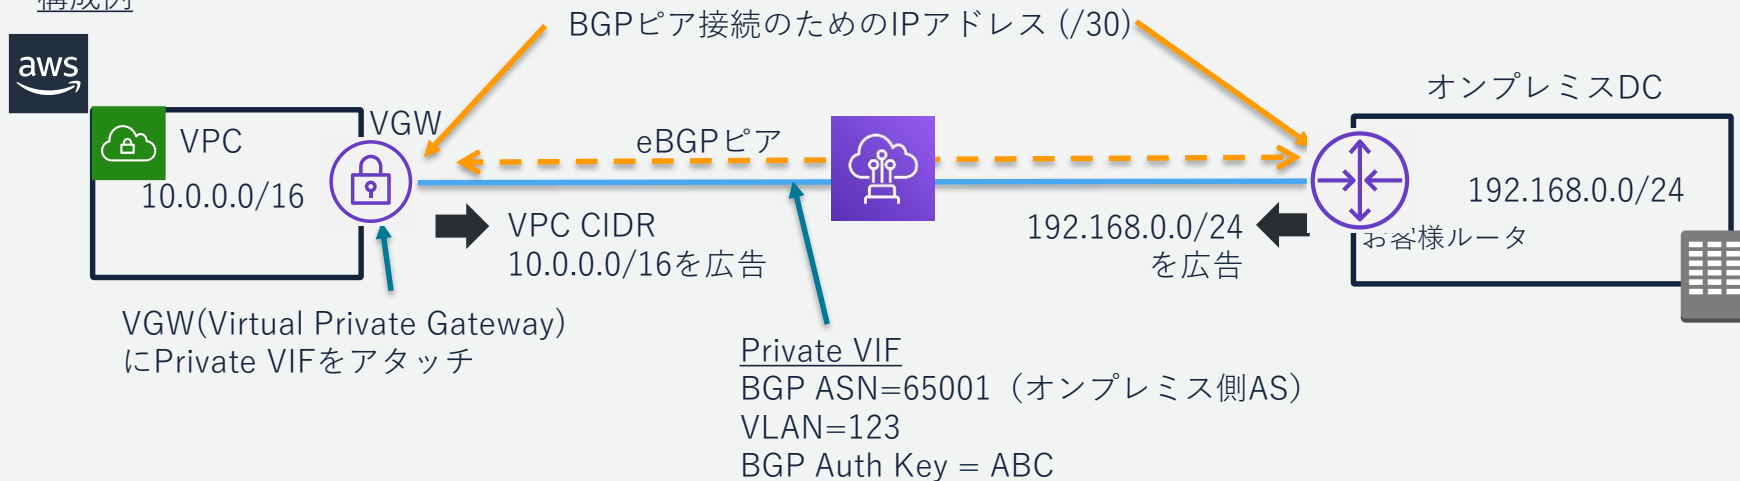 構成例
BGPピア接続のためのIPアドレス (/30)
aws
オンプレミスDC
VPC
VGW
eBGPピア
10.0.0.0/16
192.168.0.0/24
VPC CIDR
10.0.0.0/16を広告
192.168.0.0/24
を広告
お客様ルータ
VGW(Virtual Private Gateway)
にPrivate VIFをアタッチ
Private VIF
BGP ASN=65001（オンプレミス側AS）
VLAN=123
BGP Auth Key = ABC